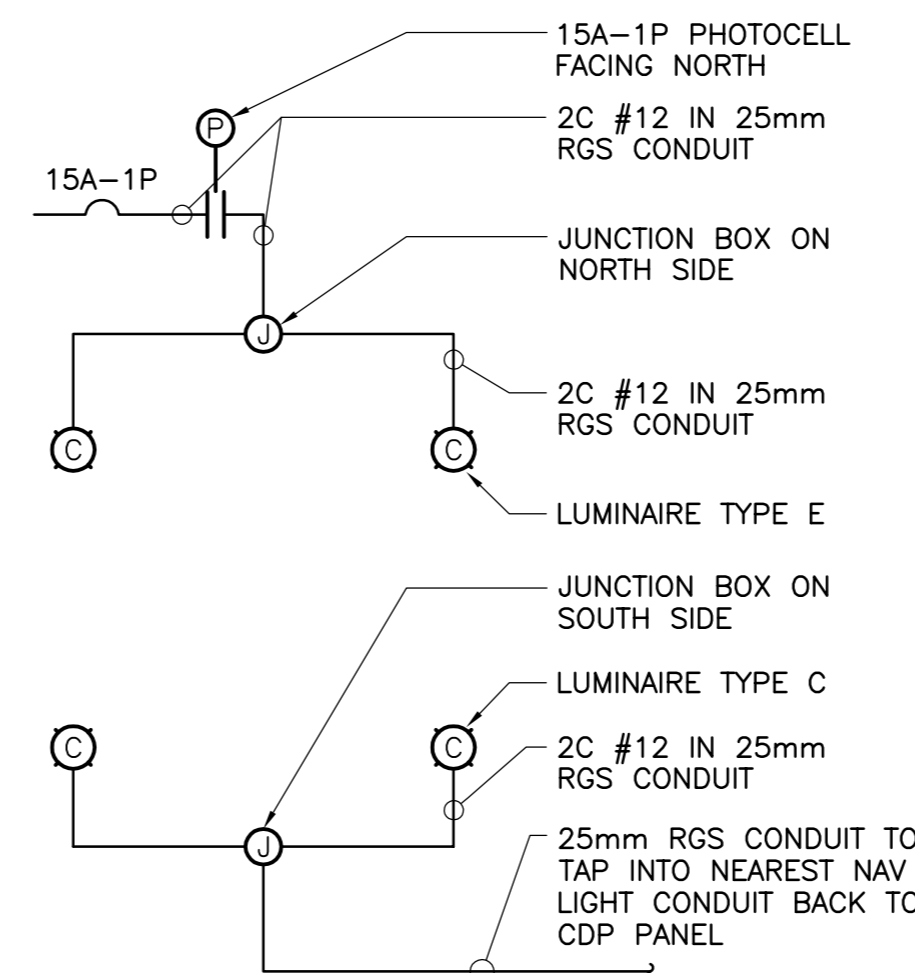 15A-1P PHOTOCELL
FACING NORTH
P
2C #12 IN 25mm
RGS CONDUIT
15A-1P
JUNCTION BOX ON
NORTH SIDE
J
2C #12 IN 25mm
RGS CONDUIT
C
C
LUMINAIRE TYPE E
JUNCTION BOX ON
SOUTH SIDE
LUMINAIRE TYPE C
C
C
2C #12 IN 25mm
RGS CONDUIT
J
25mm RGS CONDUIT TO
TAP INTO NEAREST NAV
LIGHT CONDUIT BACK TO
CDP PANEL